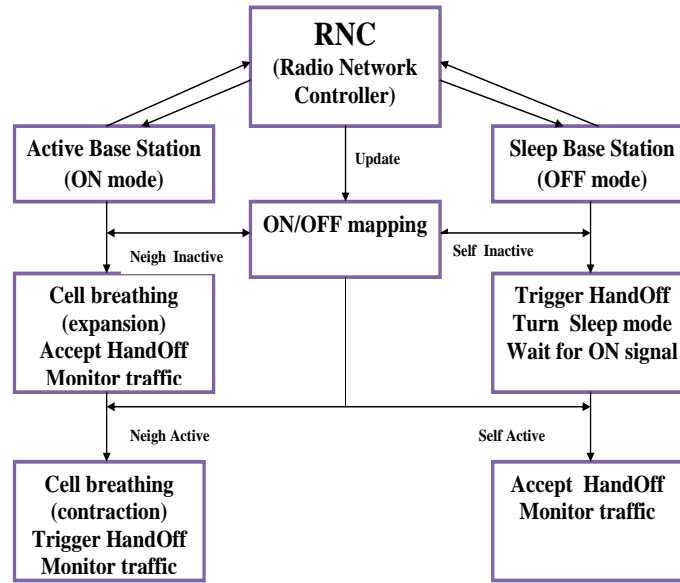 RNC
(Radio Network
Controller)
Active Base Station
(ON mode)
Update
Sleep Base Station
(OFF mode)
ON/OFF mapping
Neigh Inactive
Self Inactive
Cell breathing
(expansion)
Accept HandOff
Monitor traffic
Trigger HandOff
Turn Sleep mode
Wait for ON signal
Neigh Active
Self Active
Cell breathing
(contraction)
Trigger HandOff
Monitor traffic
Accept HandOff
Monitor traffic